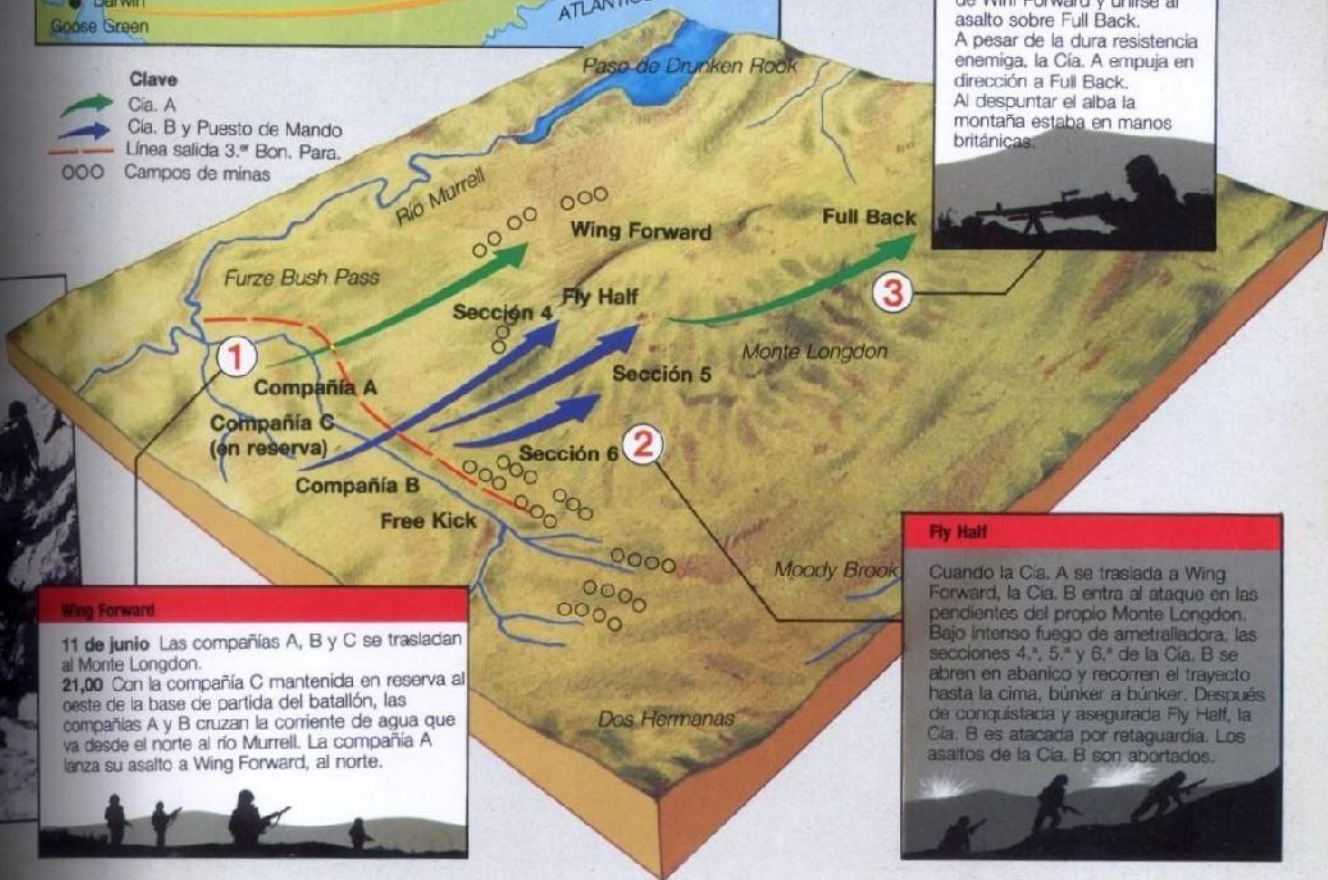 Darwin
Goose Green
ATLÁNTICO
Clave
Cía. A
Cía. B y Puesto de Mando
Línea salida 3.er Bon. Para.
Campos de minas
Paso de Drunken Rook
Río Murrell
Furze Bush Pass
Wing Forward
Full Back
Sección 4
Fly Half
3
1
Monte Longdon
Sección 5
Compañía A
Compañía C
(en reserva)
Sección 6
2
Compañía B
Free Kick
Moody Brook
Dos Hermanas
de Wing Forward y unirse al
asalto sobre Full Back.
A pesar de la dura resistencia
enemiga, la Cía. A empuja en
dirección a Full Back.
Al despuntar el alba la
montaña estaba en manos
británicas.
Wing Forward
11 de junio Las compañías A, B y C se trasladan
al Monte Longdon.
21,00 Con la compañía C mantenida en reserva al
oeste de la base de partida del batallón, las
compañías A y B cruzan la corriente de agua que
va desde el norte al río Murrell. La compañía A
lanza su asalto a Wing Forward, al norte.
Fly Half
Cuando la Cía. A se traslada a Wing
Forward, la Cía. B entra al ataque en las
pendientes del propio Monte Longdon.
Bajo intenso fuego de ametralladora, las
secciones 4.ª, 5.ª y 6.ª de la Cía. B se
abren en abanico y recorren el trayecto
hasta la cima, búnker a búnker. Después
de conquistada y asegurada Fly Half, la
Cía. B es atacada por retaguardia. Los
asaltos de la Cía. B son abortados.